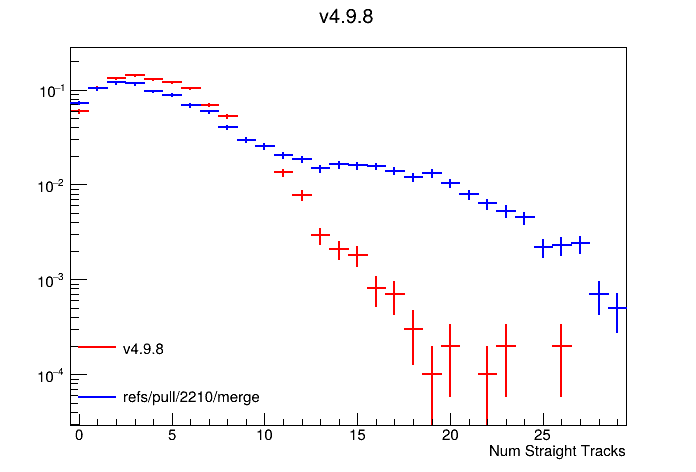 v4.9.8
10⁻¹
10⁻²
10⁻³
10⁻⁴
v4.9.8
refs/pull/2210/merge
0 5 10 15 20 25
Num Straight Tracks